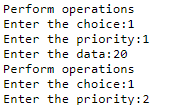 Perform operations
Enter the choice:1
Enter the priority:1
Enter the data:20
Perform operations
Enter the choice:1
Enter the priority:2